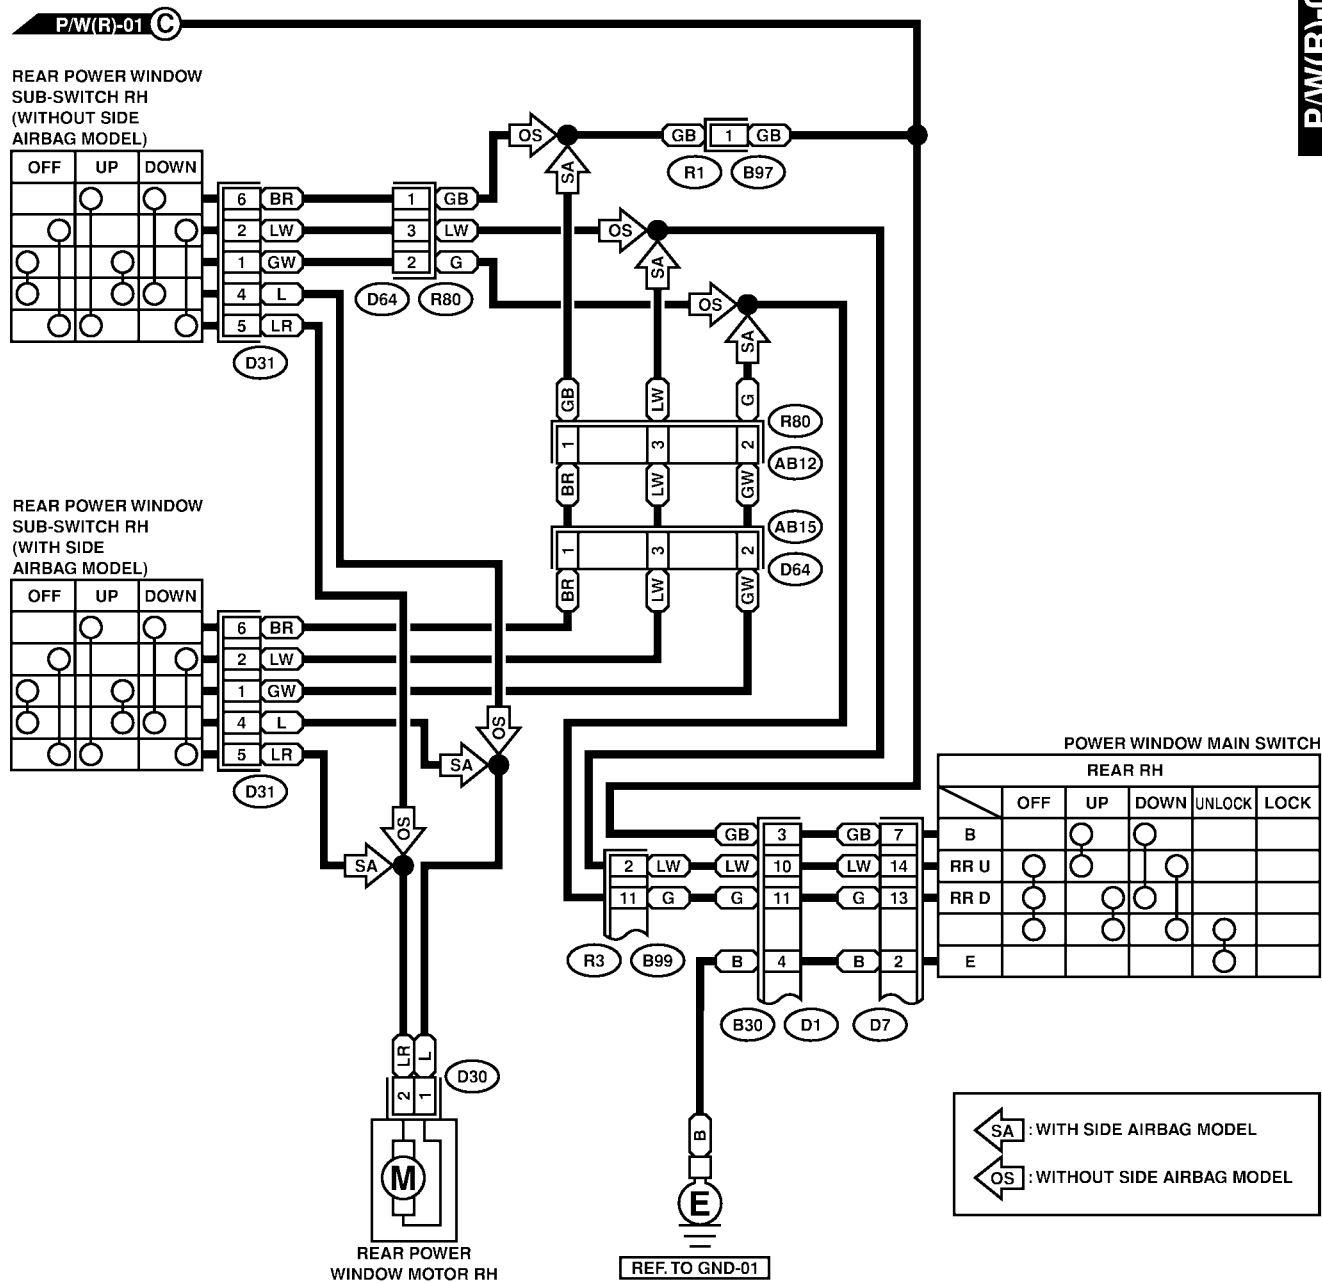 P/W(R)-01 C
REAR POWER WINDOW
SUB-SWITCH RH
(WITHOUT SIDE
AIRBAG MODEL)
OFF UP DOWN
6 BR 1 GB
2 LW 3 LW
1 GW 2 G
4 L
5 LR
D31
D64 R80
OS
SA
GB 1 GB
R1 B97
OS
SA
OS
SA
GB LW G
R80
1 3 2
AB12
BR LW GW
AB15
1 3 2
D64
BR LW GW
REAR POWER WINDOW
SUB-SWITCH RH
(WITH SIDE
AIRBAG MODEL)
OFF UP DOWN
6 BR
2 LW
1 GW
4 L
5 LR
D31
OS
SA
OS
SA
POWER WINDOW MAIN SWITCH
REAR RH
OFF UP DOWN UNLOCK LOCK
GB 3 GB 7 B
2 LW LW 10 LW 14 RR U
11 G G 11 G 13 RR D
B 4 B 2 E
R3 B99
B30 D1 D7
LR L
D30
2 1
M
REAR POWER
WINDOW MOTOR RH
B
E
REF. TO GND-01
SA : WITH SIDE AIRBAG MODEL
OS : WITHOUT SIDE AIRBAG MODEL